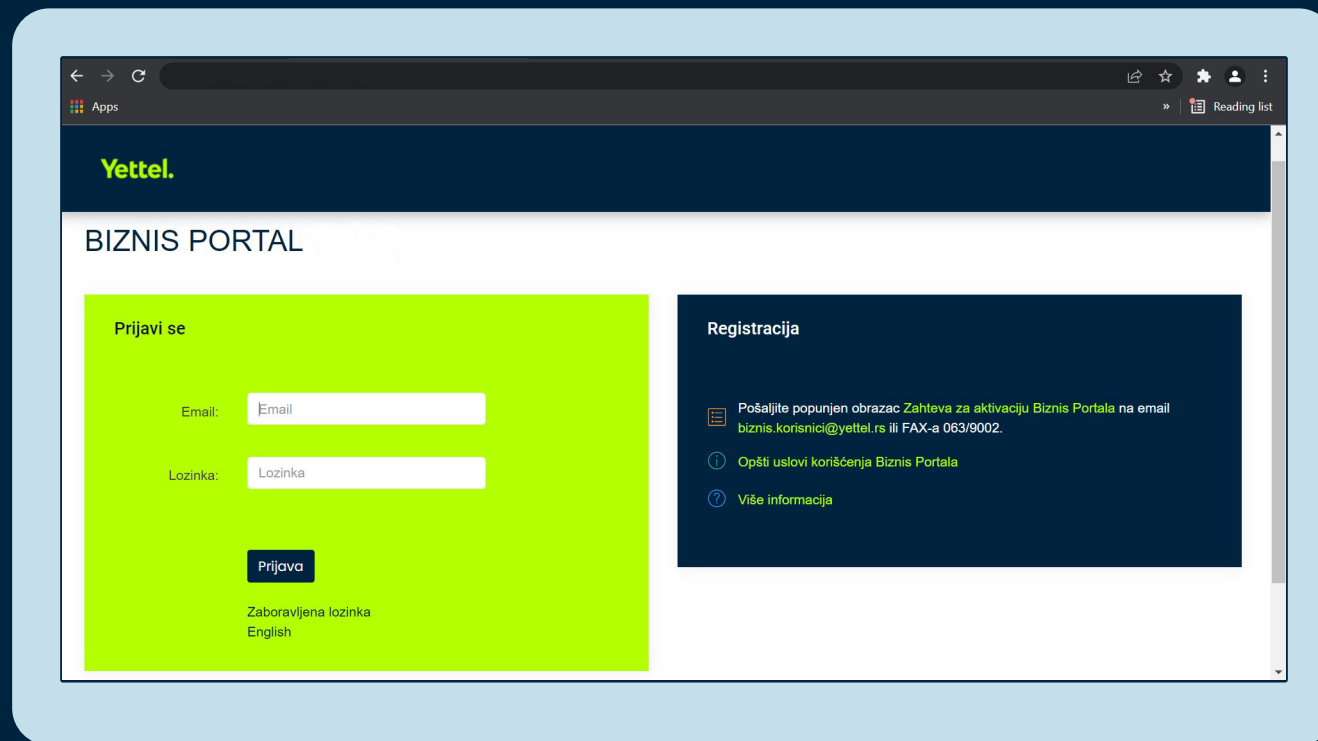 Apps
»
Reading list
Yettel.
BIZNIS PORTAL
Prijavi se
Email:
Email
Lozinka:
Lozinka
Prijava
Zaboravljena lozinka
English
Registracija
Pošaljite popunjen obrazac Zahteva za aktivaciju Biznis Portala na email
biznis.korisnici@yettel.rs ili FAX-a 063/9002.
Opšti uslovi korišćenja Biznis Portala
Više informacija